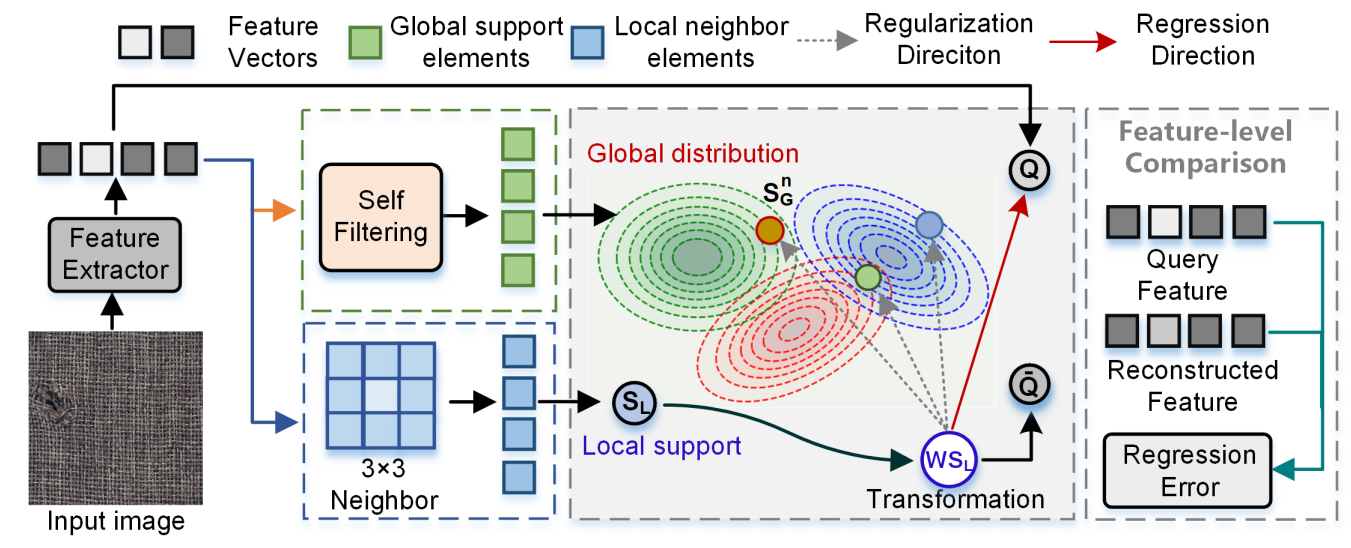 Feature
Vectors
Global support
elements
Local neighbor
elements
Regularization
Direciton
Regression
Direction
Feature
Extractor
Input image
Self
Filtering
3×3
Neighbor
Global distribution
S_G^n
Q
S_L
Local support
WS_L
Transformation
Q̄
Feature-level
Comparison
Query
Feature
Reconstructed
Feature
Regression
Error